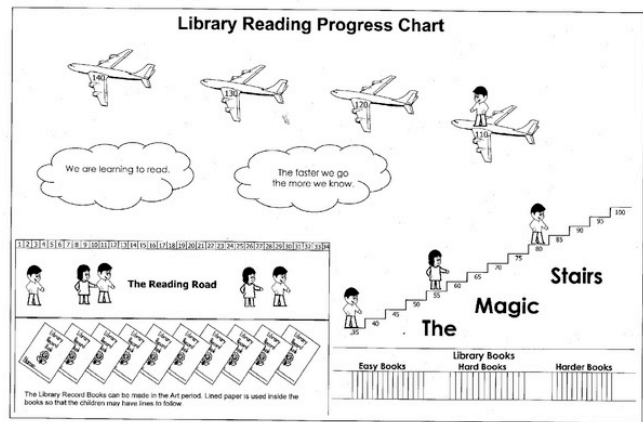 Library Reading Progress Chart
140
130
120
110
We are learning to read.
The faster we go
the more we know.
100
95
90
85
80
75
70
65
60
55
50
45
40
35
The Magic Stairs
1 2 3 4 5 6 7 8 9 10 11 12 13 14 15 16 17 18 19 20 21 22 23 24 25 26 27 28 29 30 31 32 33 34
The Reading Road
Library Books
Easy Books Hard Books Harder Books
The Library Record Books can be made in the Art period. Lined paper is used inside the
books so that the children may have lines to follow.